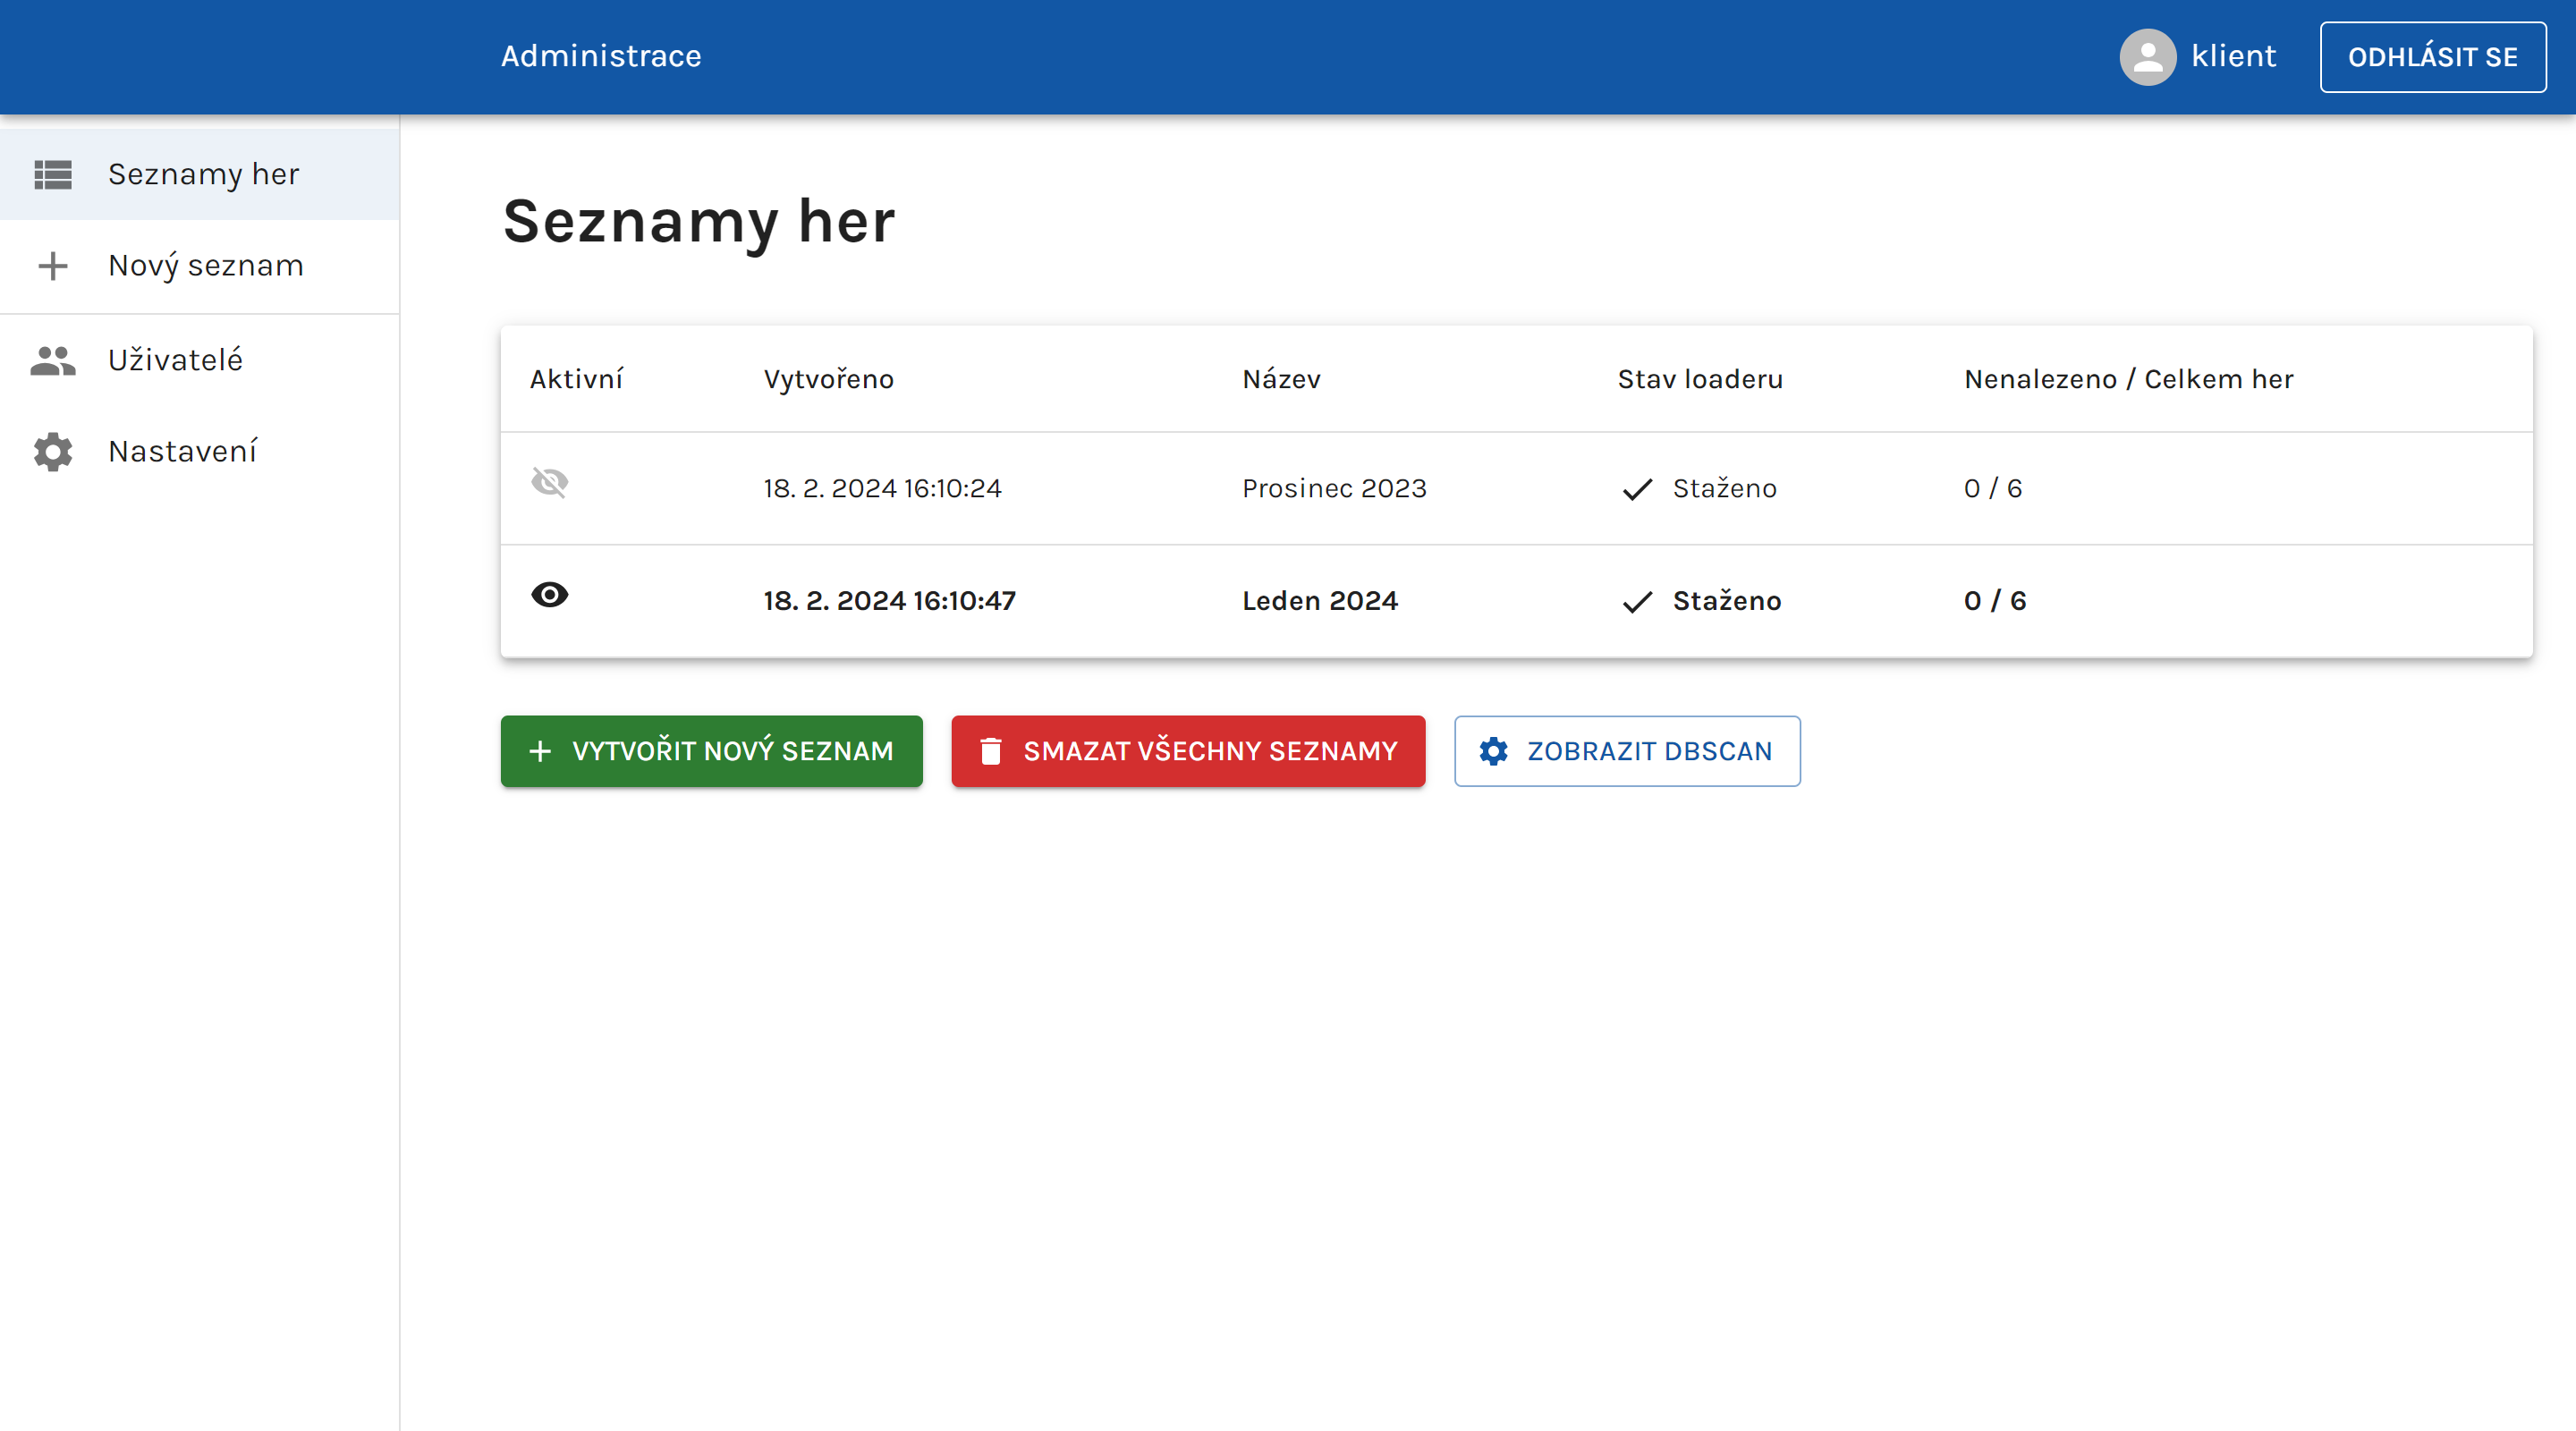 Administrace
klient
ODHLÁSIT SE
Seznamy her
Nový seznam
Uživatelé
Nastavení
Seznamy her
Aktivní Vytvořeno Název Stav loaderu Nenalezeno / Celkem her
18. 2. 2024 16:10:24 Prosinec 2023 Staženo 0 / 6
18. 2. 2024 16:10:47 Leden 2024 Staženo 0 / 6
VYTVOŘIT NOVÝ SEZNAM SMAZAT VŠECHNY SEZNAMY ZOBRAZIT DBSCAN